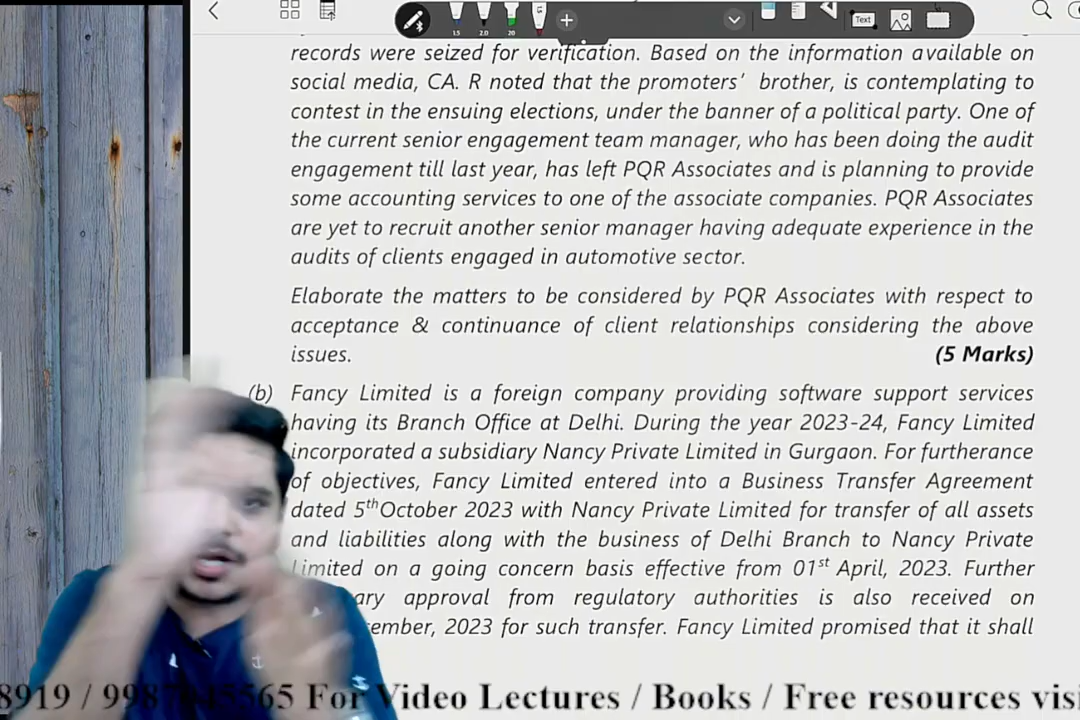 1.5 2.0 20 Text
records were seized for verification. Based on the information available on
social media, CA. R noted that the promoters' brother, is contemplating to
contest in the ensuing elections, under the banner of a political party. One of
the current senior engagement team manager, who has been doing the audit
engagement till last year, has left PQR Associates and is planning to provide
some accounting services to one of the associate companies. PQR Associates
are yet to recruit another senior manager having adequate experience in the
audits of clients engaged in automotive sector.
Elaborate the matters to be considered by PQR Associates with respect to
acceptance & continuance of client relationships considering the above
issues. (5 Marks)
(b) Fancy Limited is a foreign company providing software support services
having its Branch Office at Delhi. During the year 2023-24, Fancy Limited
incorporated a subsidiary Nancy Private Limited in Gurgaon. For furtherance
of objectives, Fancy Limited entered into a Business Transfer Agreement
dated 5thOctober 2023 with Nancy Private Limited for transfer of all assets
and liabilities along with the business of Delhi Branch to Nancy Private
Limited on a going concern basis effective from 01st April, 2023. Further
approval from regulatory authorities is also received on
2023 for such transfer. Fancy Limited promised that it shall
8919 / For Video Lectures / Books / Free resources